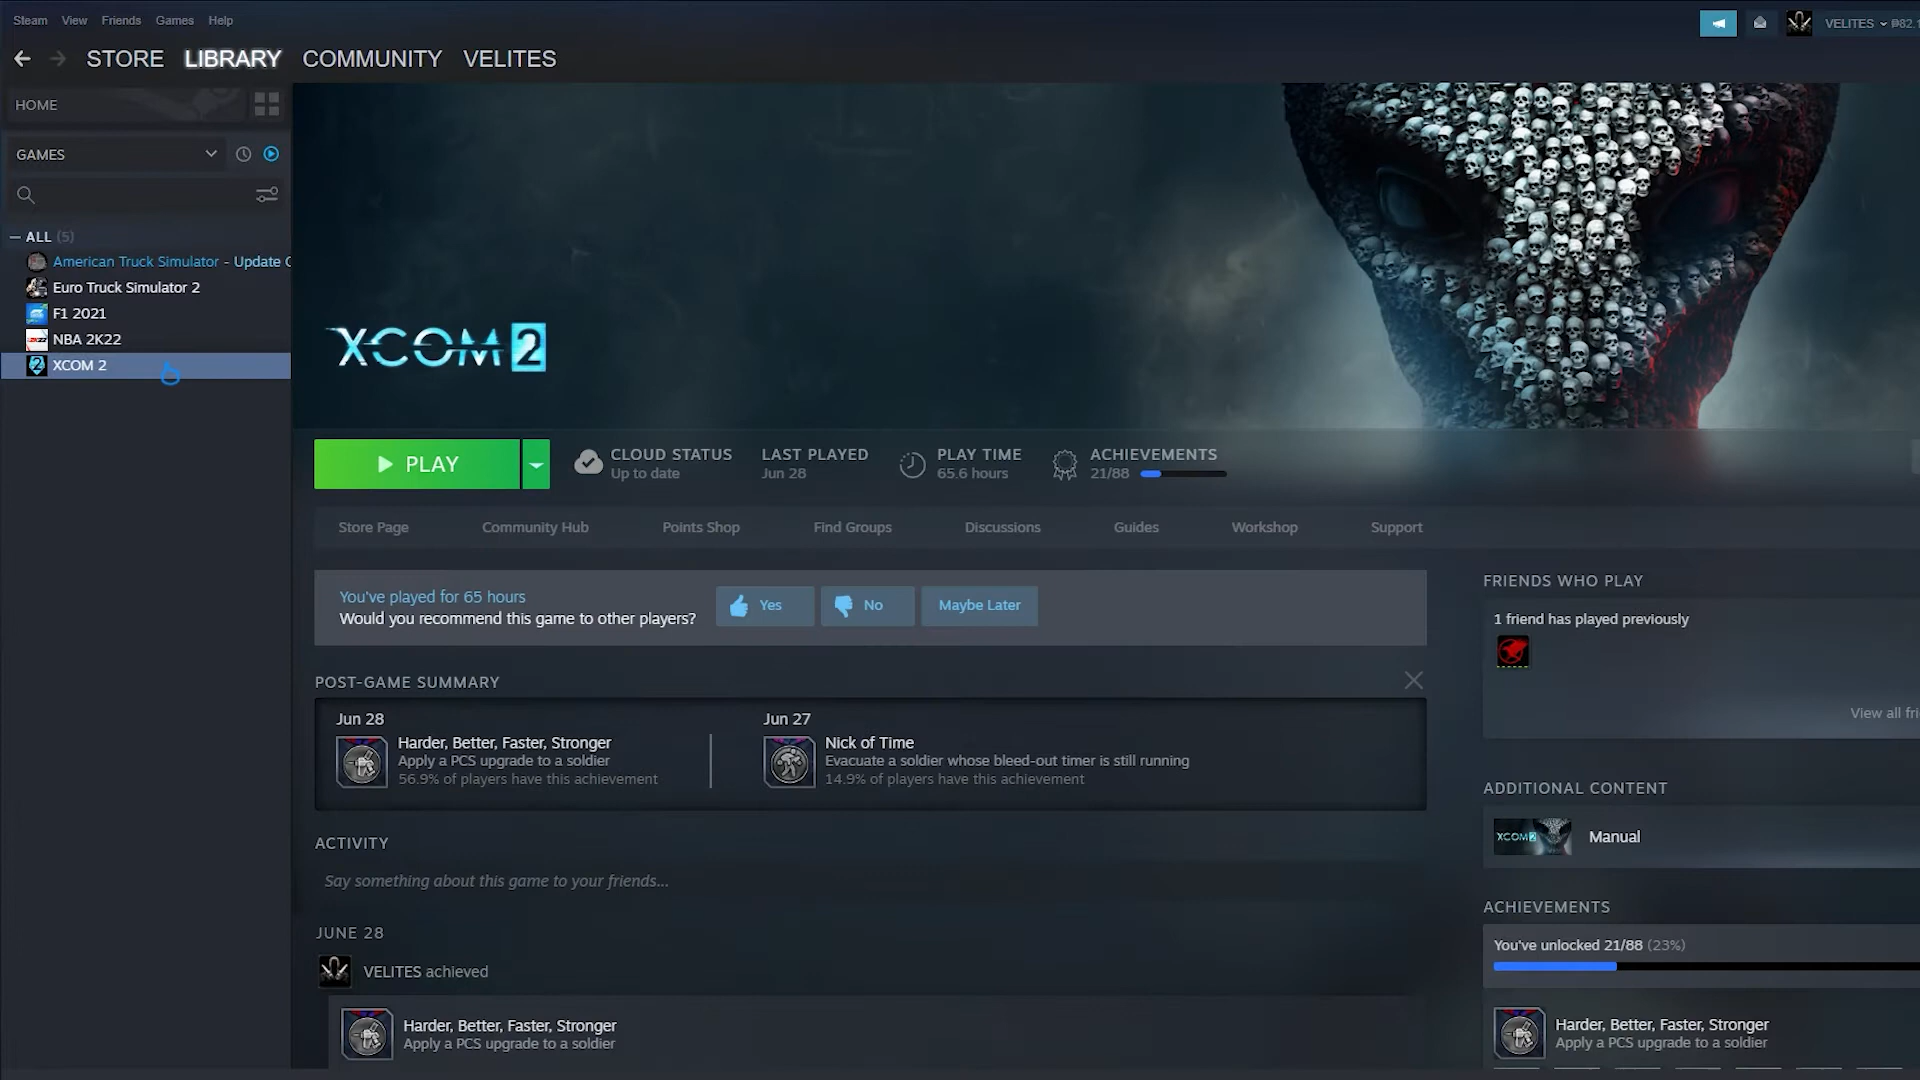 Steam View Friends Games Help
VELITES
STORE LIBRARY COMMUNITY VELITES
HOME
GAMES
ALL (5)
American Truck Simulator - Update
Euro Truck Simulator 2
F1 2021
NBA 2K22
XCOM 2
XCOM 2
PLAY
CLOUD STATUS
Up to date
LAST PLAYED
Jun 28
PLAY TIME
65.6 hours
ACHIEVEMENTS
21/88
Store Page Community Hub Points Shop Find Groups Discussions Guides Workshop Support
You've played for 65 hours
Would you recommend this game to other players?
Yes
No
Maybe Later
POST-GAME SUMMARY
Jun 28
Harder, Better, Faster, Stronger
Apply a PCS upgrade to a soldier
56.9% of players have this achievement
Jun 27
Nick of Time
Evacuate a soldier whose bleed-out timer is still running
14.9% of players have this achievement
ACTIVITY
Say something about this game to your friends...
JUNE 28
VELITES achieved
Harder, Better, Faster, Stronger
Apply a PCS upgrade to a soldier
FRIENDS WHO PLAY
1 friend has played previously
View all
ADDITIONAL CONTENT
XCOM 2
Manual
ACHIEVEMENTS
You've unlocked 21/88 (23%)
Harder, Better, Faster, Stronger
Apply a PCS upgrade to a soldier